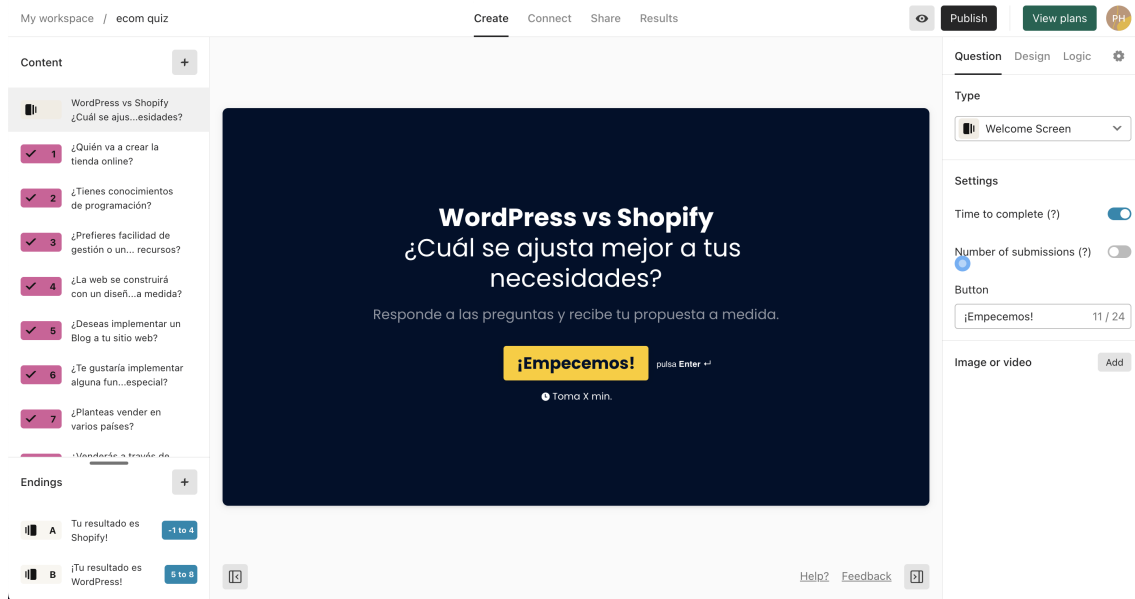 My workspace / ecom quiz
Create Connect Share Results
Publish View plans PH
Content +
WordPress vs Shopify
¿Cuál se ajus...esidades?
1 ¿Quién va a crear la
tienda online?
2 ¿Tienes conocimientos
de programación?
3 ¿Prefieres facilidad de
gestión o un... recursos?
4 ¿La web se construirá
con un diseñ...a medida?
5 ¿Deseas implementar un
Blog a tu sitio web?
6 ¿Te gustaría implementar
alguna fun...especial?
7 ¿Planteas vender en
varios países?
¿Venderás a través de
Endings +
A Tu resultado es
Shopify!
-1 to 4
B ¡Tu resultado es
WordPress!
5 to 8
WordPress vs Shopify
¿Cuál se ajusta mejor a tus
necesidades?
Responde a las preguntas y recibe tu propuesta a medida.
¡Empecemos! pulsa Enter ↵
Toma X min.
Help? Feedback
Question Design Logic
Type
Welcome Screen
Settings
Time to complete (?)
Number of submissions (?)
Button
¡Empecemos! 11 / 24
Image or video Add